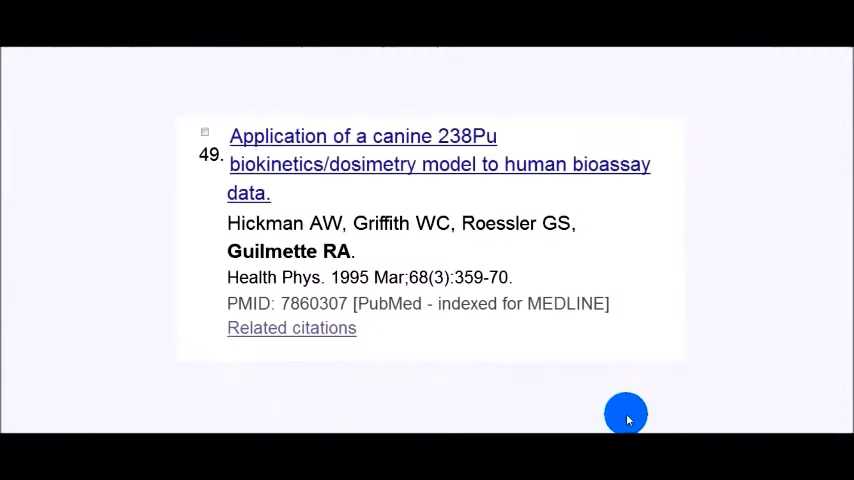 Application of a canine 238Pu
49. biokinetics/dosimetry model to human bioassay
data.
Hickman AW, Griffith WC, Roessler GS,
Guilmette RA.
Health Phys. 1995 Mar;68(3):359-70.
PMID: 7860307 [PubMed - indexed for MEDLINE]
Related citations